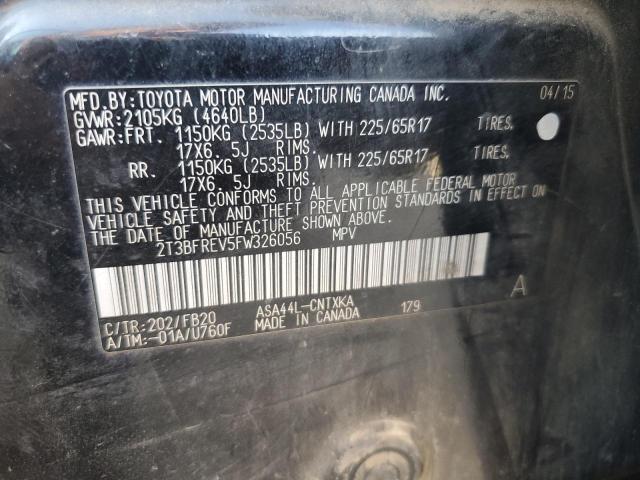 MFD.BY:TOYOTA MOTOR MANUFACTURING CANADA INC. 04/15
GVWR:2105KG (4640LB)
GAWR:FRT. 1150KG (2535LB) WITH 225/65R17 TIRES,
17X6.5J RIMS.
RR. 1150KG (2535LB) WITH 225/65R17 TIRES,
17X6.5J RIMS.
THIS VEHICLE CONFORMS TO ALL APPLICABLE FEDERAL MOTOR
VEHICLE SAFETY AND THEFT PREVENTION STANDARDS IN EFFECT ON
THE DATE OF MANUFACTURE SHOWN ABOVE.
2T3BFREV5FW326056 MPV
A
C/TR:202/FB20 ASA44L-CNTXKA 179
A/TM:-01A/U760F MADE IN CANADA